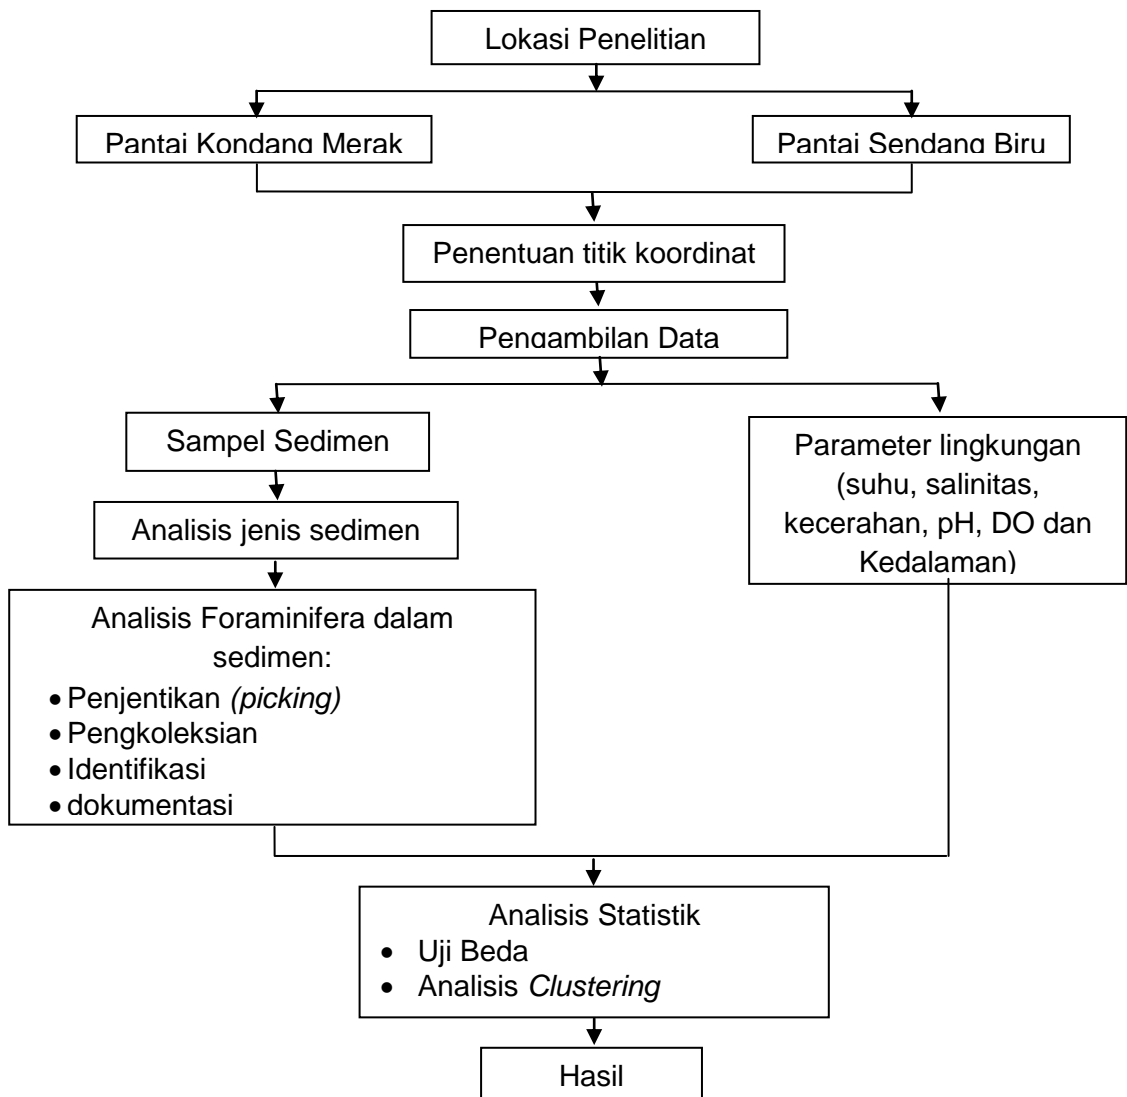 Lokasi Penelitian
Pantai Kondang Merak
Pantai Sendang Biru
Penentuan titik koordinat
Pengambilan Data
Sampel Sedimen
Analisis jenis sedimen
Parameter lingkungan
(suhu, salinitas,
kecerahan, pH, DO dan
Kedalaman)
Analisis Foraminifera dalam
sedimen:
• Penjentikan (picking)
• Pengkoleksian
• Identifikasi
• dokumentasi
Analisis Statistik
• Uji Beda
• Analisis Clustering
Hasil